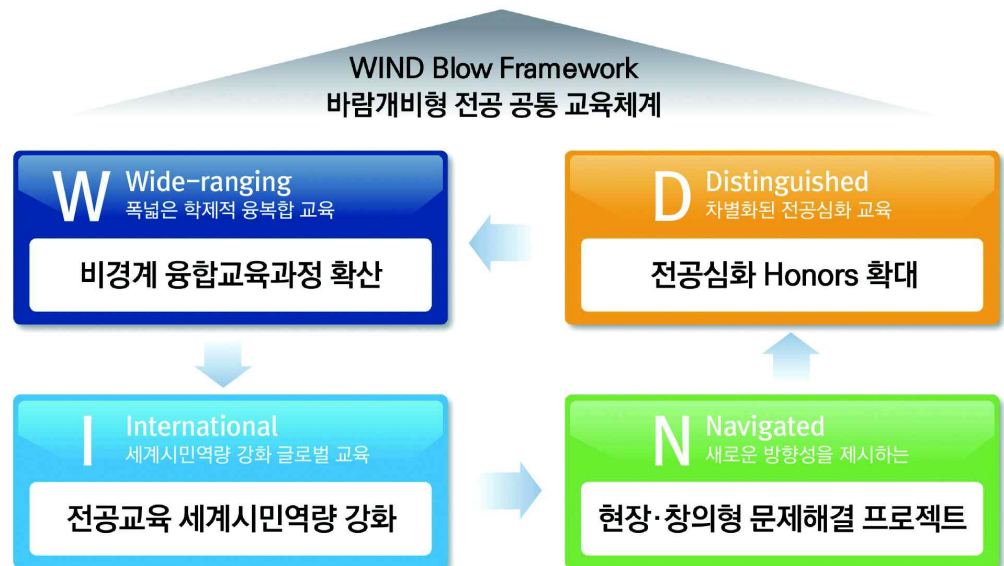 WIND Blow Framework
바람개비형 전공 공통 교육체계
W Wide-ranging
폭넓은 학제적 융복합 교육
비경계 융합교육과정 확산
D Distinguished
차별화된 전공심화 교육
전공심화 Honors 확대
I International
세계시민역량 강화 글로벌 교육
전공교육 세계시민역량 강화
N Navigated
새로운 방향성을 제시하는
현장·창의형 문제해결 프로젝트